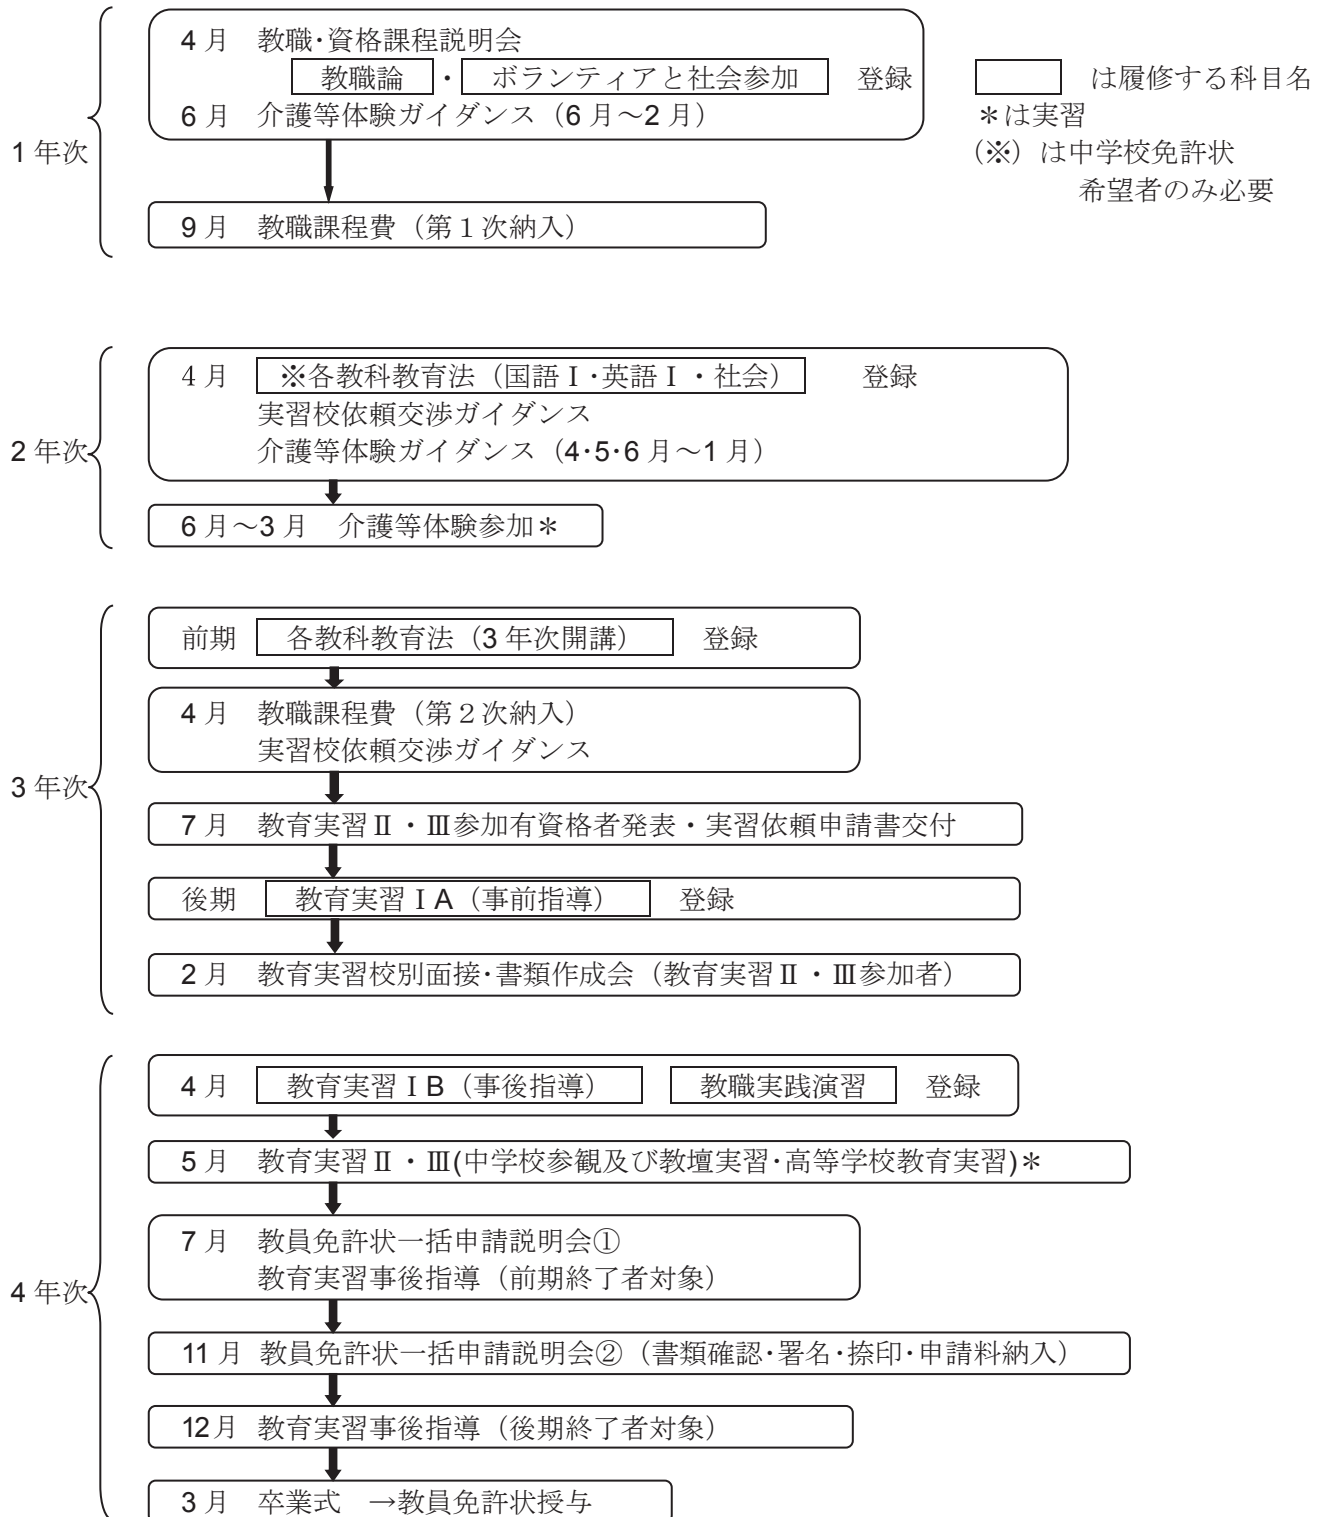 4月 教職・資格課程説明会
教職論 ・ ボランティアと社会参加 登録
6月 介護等体験ガイダンス（6月～2月）
1年次
9月 教職課程費（第１次納入）
は履修する科目名
＊は実習
（※）は中学校免許状
希望者のみ必要
2年次
４月 ※各教科教育法（国語Ⅰ・英語Ⅰ・社会） 登録
実習校依頼交渉ガイダンス
介護等体験ガイダンス（4・5・6月～1月）
6月～3月 介護等体験参加＊
3年次
前期 各教科教育法（3年次開講） 登録
4月 教職課程費（第２次納入）
実習校依頼交渉ガイダンス
7月 教育実習Ⅱ・Ⅲ参加有資格者発表・実習依頼申請書交付
後期 教育実習ⅠA（事前指導） 登録
2月 教育実習校別面接・書類作成会（教育実習Ⅱ・Ⅲ参加者）
4年次
4月 教育実習ⅠB（事後指導） 教職実践演習 登録
5月 教育実習Ⅱ・Ⅲ(中学校参観及び教壇実習・高等学校教育実習)＊
7月 教員免許状一括申請説明会①
教育実習事後指導（前期終了者対象）
11月 教員免許状一括申請説明会②（書類確認・署名・捺印・申請料納入）
12月 教育実習事後指導（後期終了者対象）
3月 卒業式 →教員免許状授与